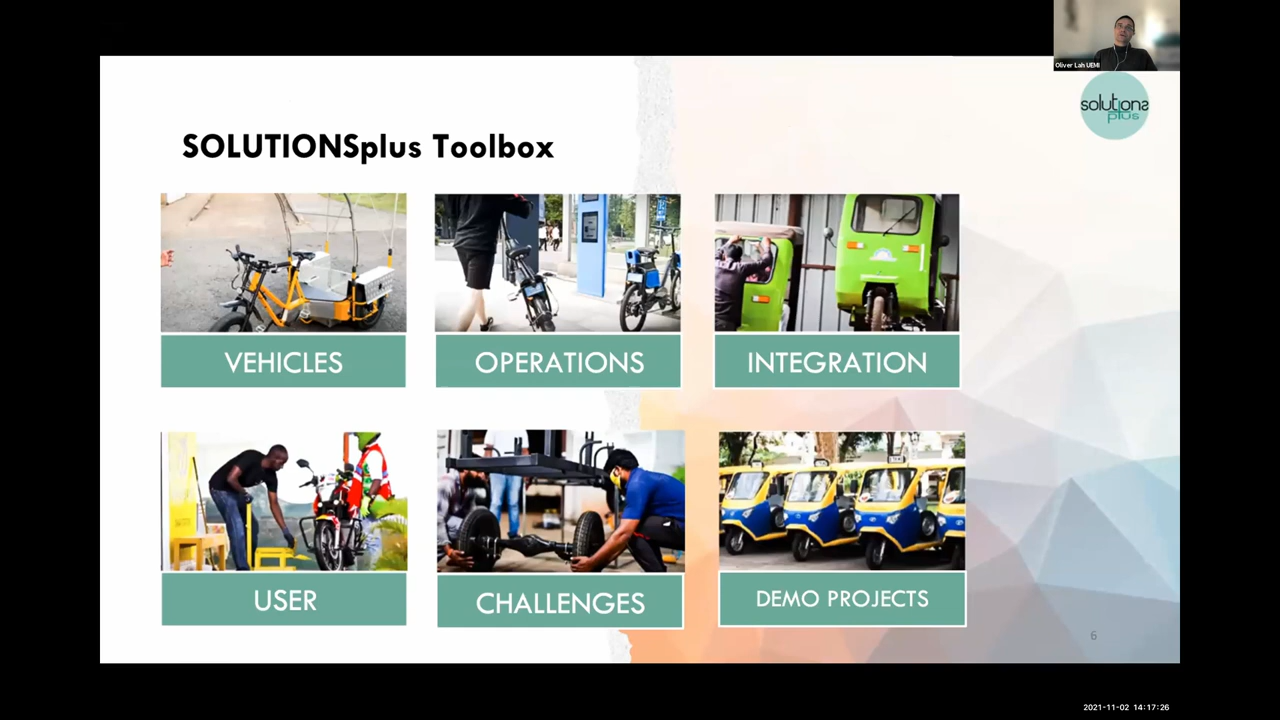 Oliver Lah UEMI
solutions
plus
SOLUTIONSplus Toolbox
VEHICLES
OPERATIONS
INTEGRATION
USER
CHALLENGES
DEMO PROJECTS
6
2021-11-02 14:17:26